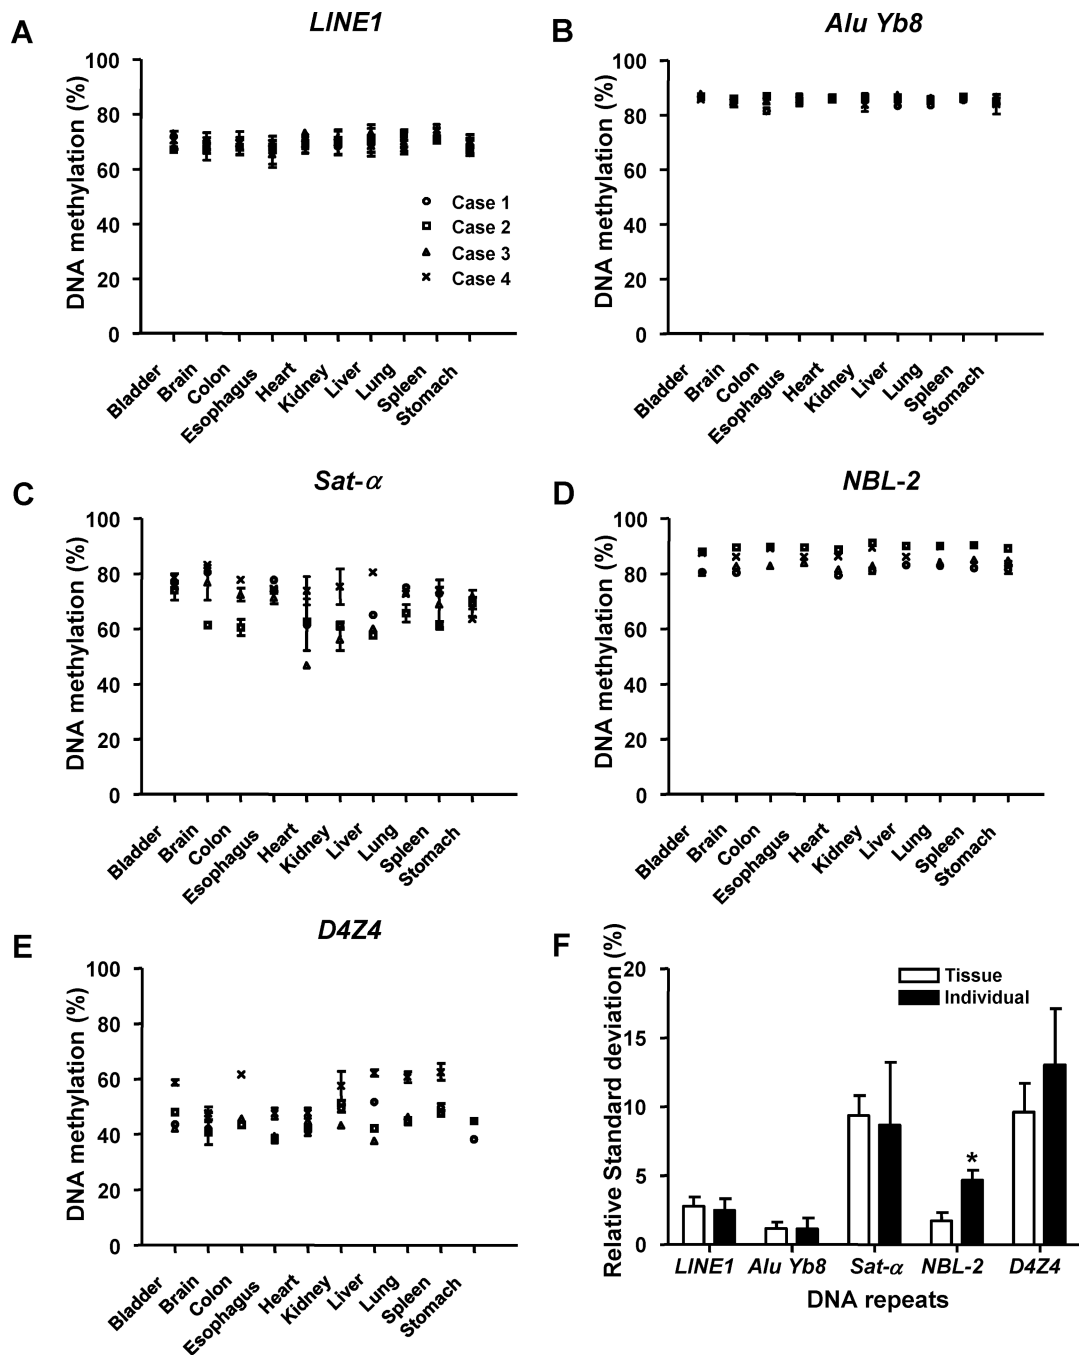 A
LINE1
DNA methylation (%)
100
80
60
40
20
0
Case 1
Case 2
Case 3
Case 4
Bladder
Brain
Colon
Esophagus
Heart
Kidney
Liver
Lung
Spleen
Stomach
B
Alu Yb8
DNA methylation (%)
100
80
60
40
20
0
Bladder
Brain
Colon
Esophagus
Heart
Kidney
Liver
Lung
Spleen
Stomach
C
Sat-α
DNA methylation (%)
100
80
60
40
20
0
Bladder
Brain
Colon
Esophagus
Heart
Kidney
Liver
Lung
Spleen
Stomach
D
NBL-2
DNA methylation (%)
100
80
60
40
20
0
Bladder
Brain
Colon
Esophagus
Heart
Kidney
Liver
Lung
Spleen
Stomach
E
D4Z4
DNA methylation (%)
100
80
60
40
20
0
Bladder
Brain
Colon
Esophagus
Heart
Kidney
Liver
Lung
Spleen
Stomach
F
Relative Standard deviation (%)
20
15
10
5
0
Tissue
Individual
*
LINE1
Alu Yb8
Sat-α
NBL-2
D4Z4
DNA repeats